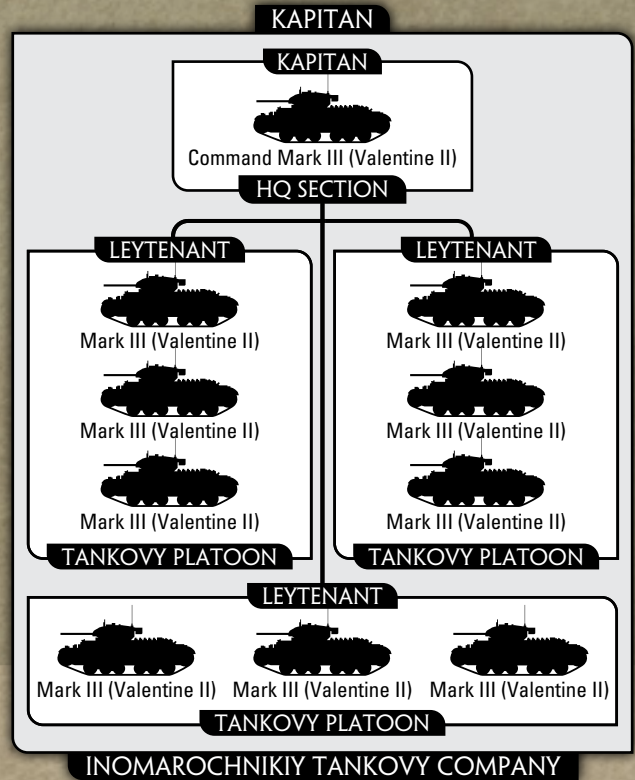 KAPITAN
KAPITAN
Command Mark III (Valentine II)
HQ SECTION
LEYTENANT
Mark III (Valentine II)
Mark III (Valentine II)
Mark III (Valentine II)
TANKOVY PLATOON
LEYTENANT
Mark III (Valentine II)
Mark III (Valentine II)
Mark III (Valentine II)
TANKOVY PLATOON
LEYTENANT
Mark III (Valentine II) Mark III (Valentine II) Mark III (Valentine II)
TANKOVY PLATOON
INOMAROCHNIKIY TANKOVY COMPANY